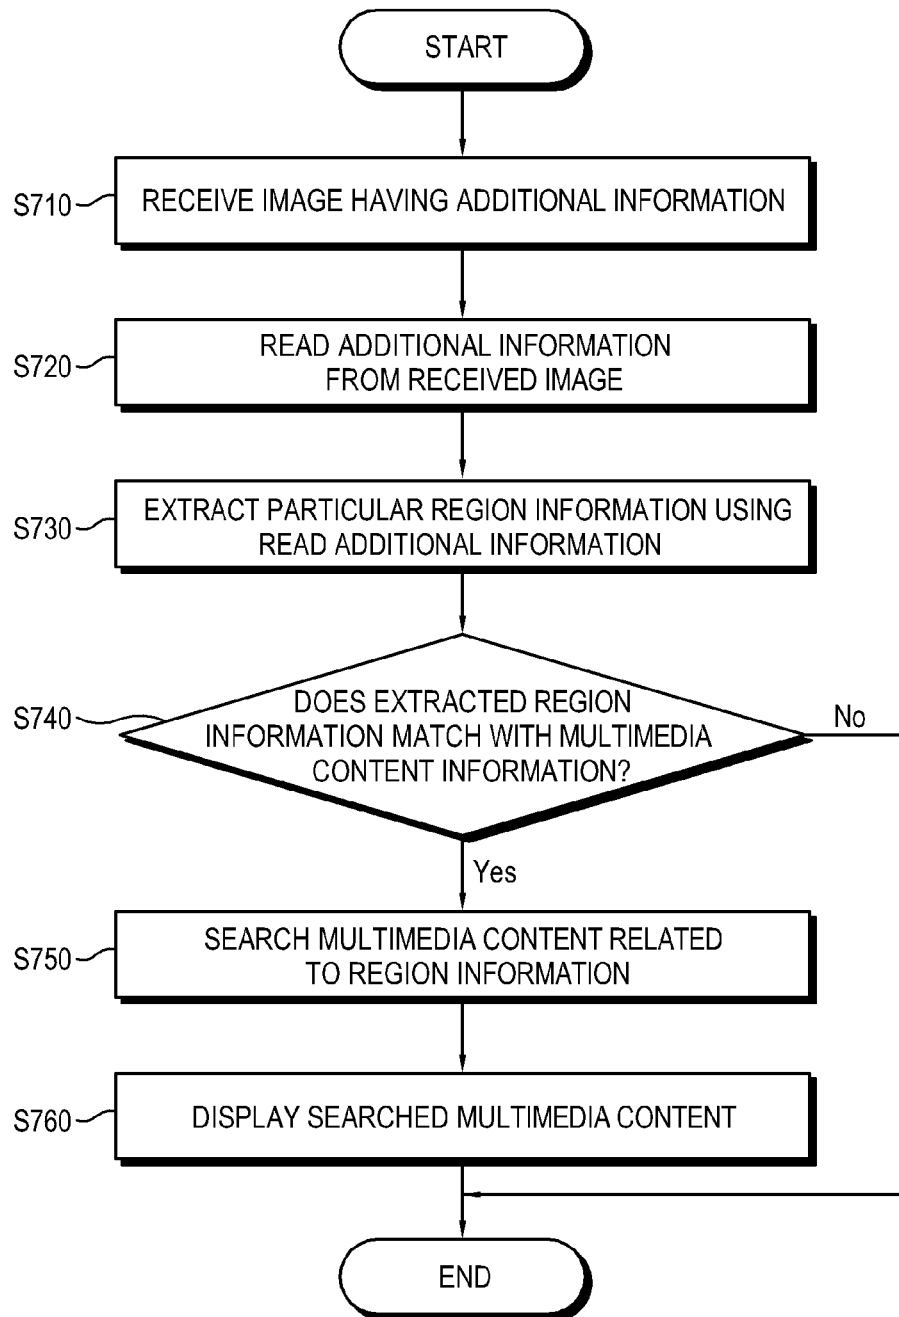 START
S710
RECEIVE IMAGE HAVING ADDITIONAL INFORMATION
S720
READ ADDITIONAL INFORMATION
FROM RECEIVED IMAGE
S730
EXTRACT PARTICULAR REGION INFORMATION USING
READ ADDITIONAL INFORMATION
S740
DOES EXTRACTED REGION
INFORMATION MATCH WITH MULTIMEDIA
CONTENT INFORMATION?
No
Yes
S750
SEARCH MULTIMEDIA CONTENT RELATED
TO REGION INFORMATION
S760
DISPLAY SEARCHED MULTIMEDIA CONTENT
END